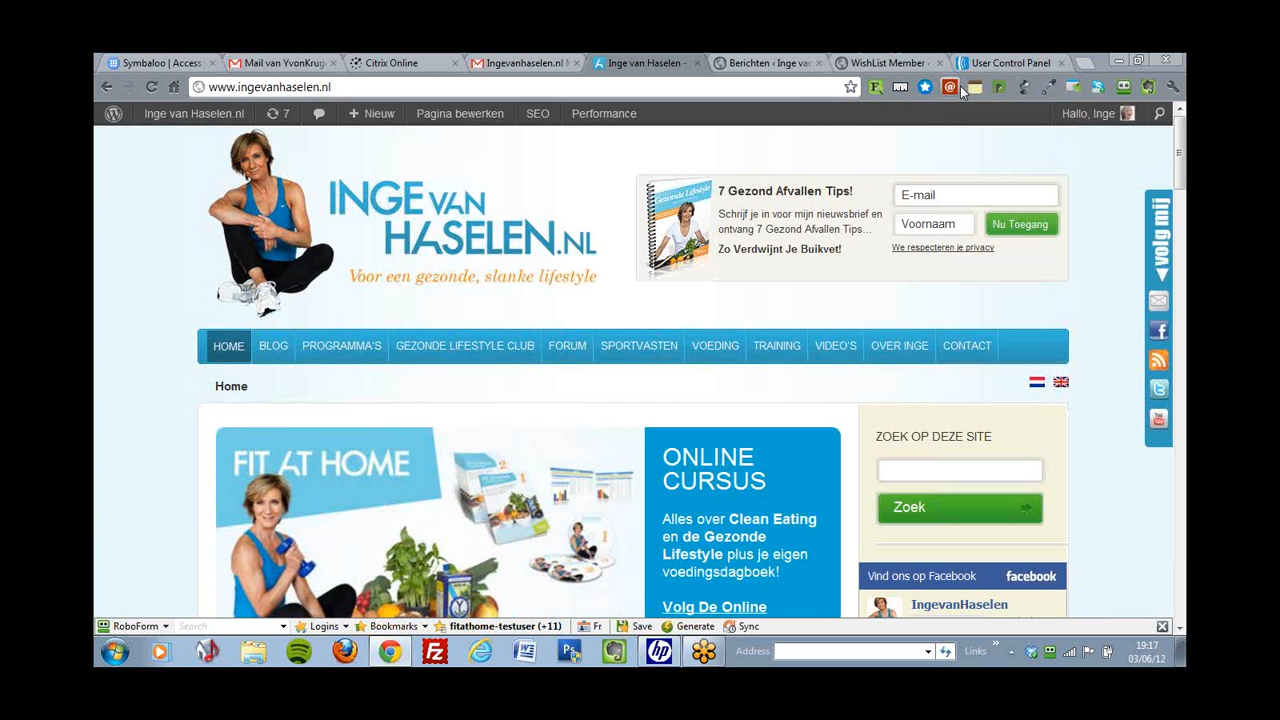 Symbaloo | Access
Mail van YvonKrug
Citrix Online
Ingevanhaselen.nl
Inge van Haselen -
Berichten ‹ Inge van
WishList Member ‹
User Control Panel
www.ingevanhaselen.nl
Inge van Haselen.nl
7
Nieuw
Pagina bewerken
SEO
Performance
Hallo, Inge
INGE VAN
HASELEN.NL
Voor een gezonde, slanke lifestyle
Gezonde Lifestyle
7 Gezond Afvallen Tips!
Schrijf je in voor mijn nieuwsbrief en
ontvang 7 Gezond Afvallen Tips...
Zo Verdwijnt Je Buikvet!
E-mail
Voornaam
Nu Toegang
We respecteren je privacy
volg mij
HOME
BLOG
PROGRAMMA'S
GEZONDE LIFESTYLE CLUB
FORUM
SPORTVASTEN
VOEDING
TRAINING
VIDEO'S
OVER INGE
CONTACT
Home
FIT AT HOME
ONLINE
CURSUS
Alles over Clean Eating
en de Gezonde
Lifestyle plus je eigen
voedingsdagboek!
Volg De Online
ZOEK OP DEZE SITE
Zoek
Vind ons op Facebook
facebook
IngevanHaselen
RoboForm
Search
Logins
Bookmarks
fitathome-testuser (+11)
Fr
Save
Generate
Sync
Address
Links
19:17
03/06/12